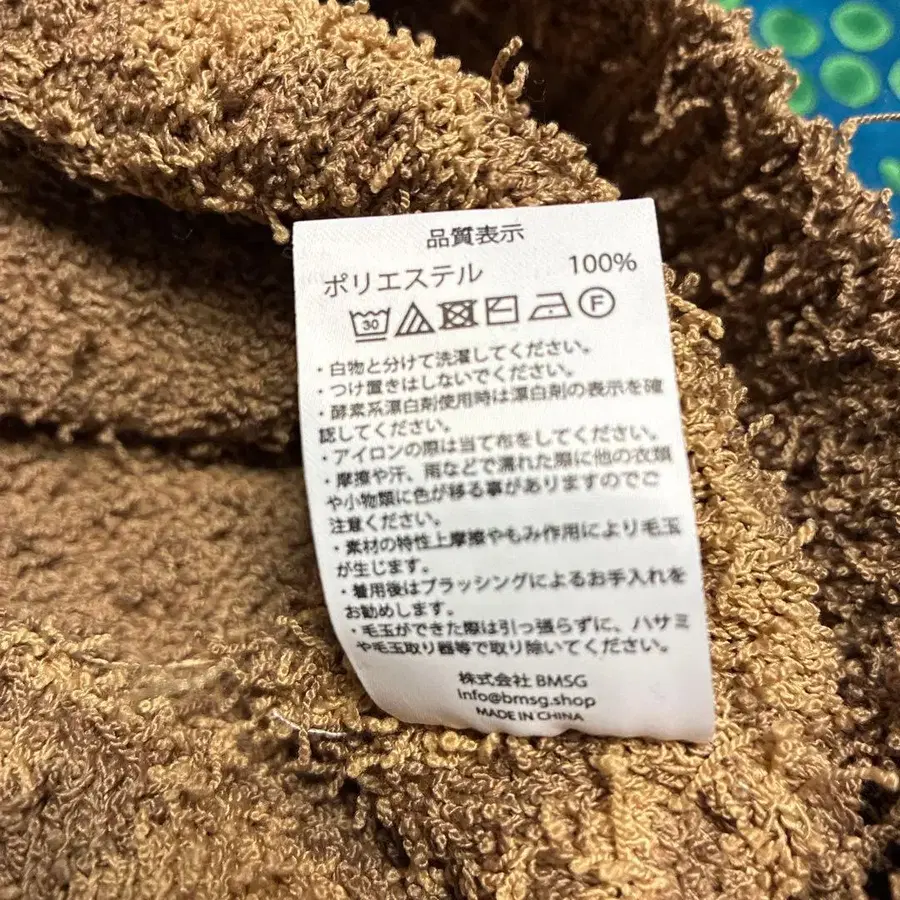 品質表示
ポリエステル 100%
30 F
・白物と分けて洗濯してください。
・つけ置きはしないでください。
・酵素系漂白剤使用時は漂白剤の表示を確
認してください。
・アイロンの際は当て布をしてください。
・摩擦や汗、雨などで濡れた際に他の衣類
や小物類に色が移る事がありますのでご
注意ください。
・素材の特性上摩擦やもみ作用により毛玉
が生じます。
・着用後はブラッシングによるお手入れを
お勧めします。
・毛玉ができた際は引っ張らずに、ハサミ
や毛玉取り器等で取り除いてください。
株式会社 BMSG
info@bmsg.shop
MADE IN CHINA